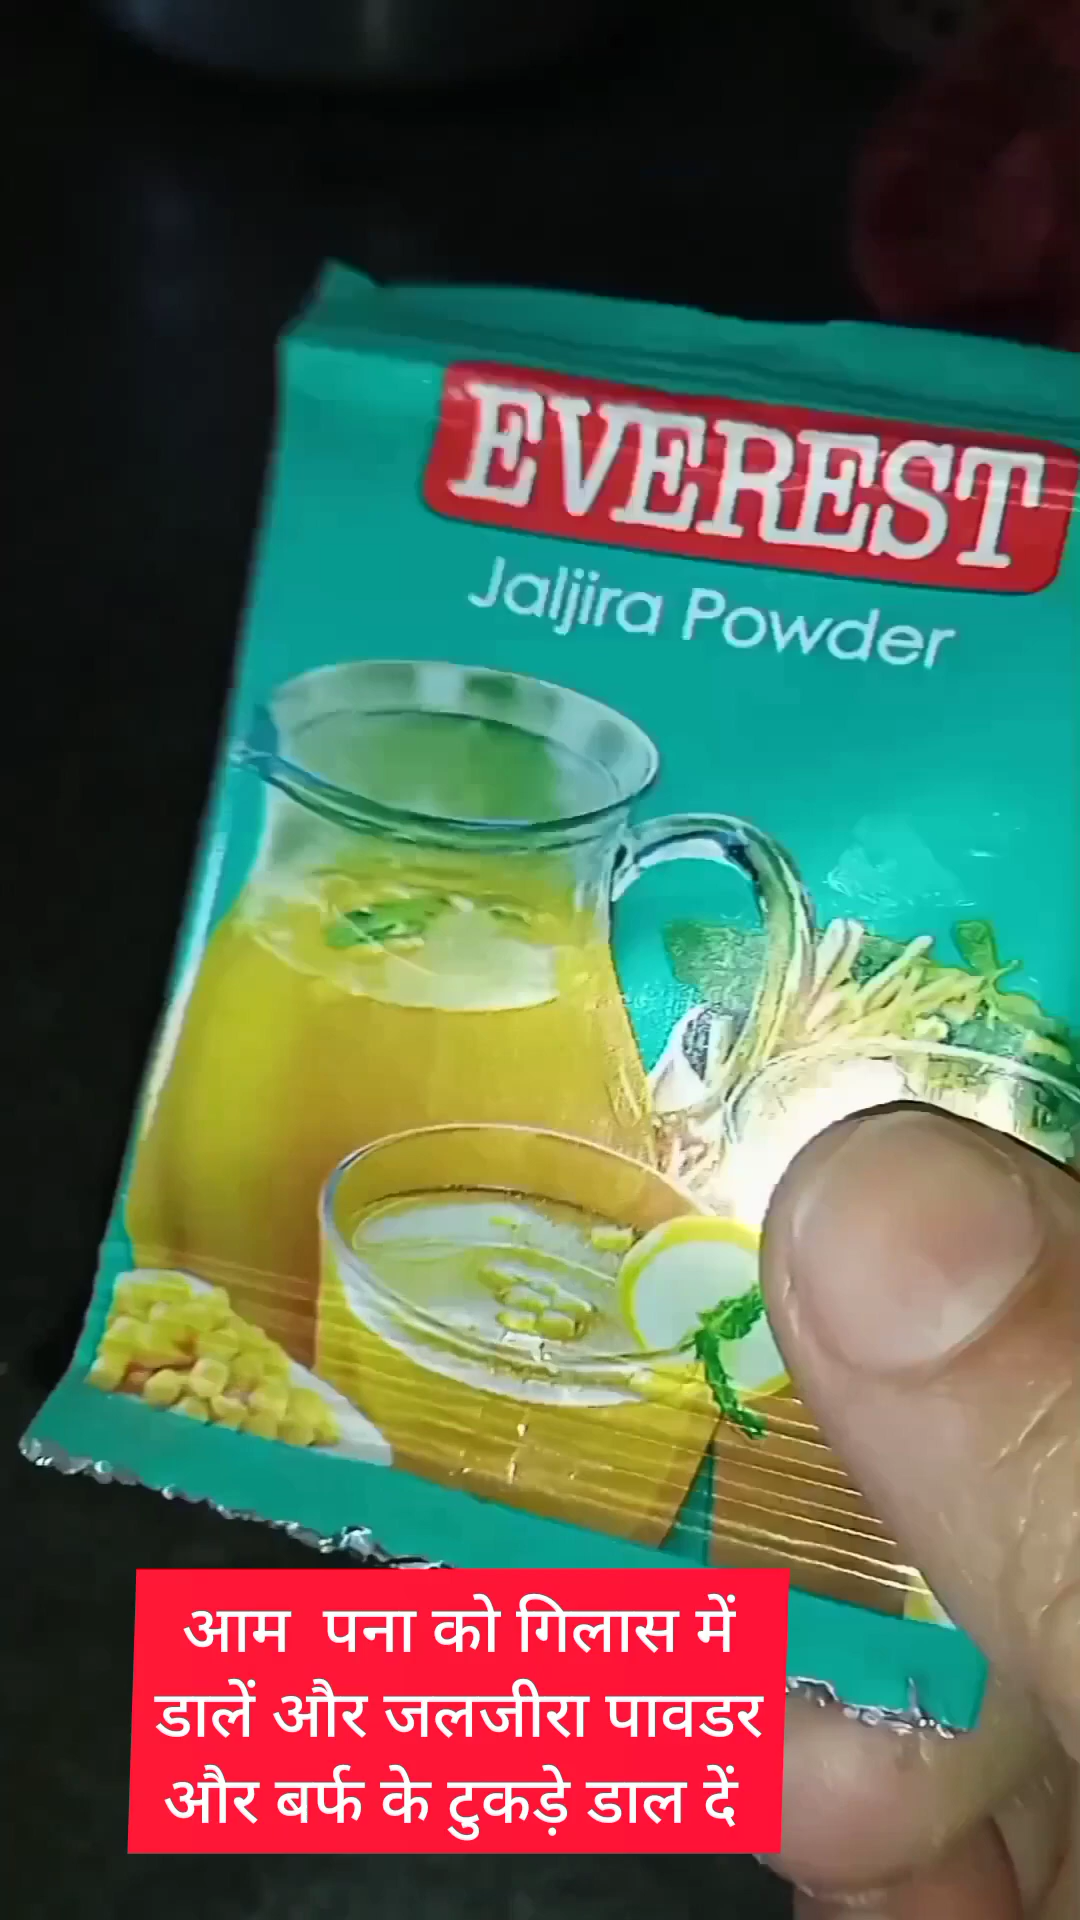 EVEREST
Jaljira Powder
आम पना को गिलास में
डालें और जलजीरा पावडर
और बर्फ के टुकड़े डाल दें